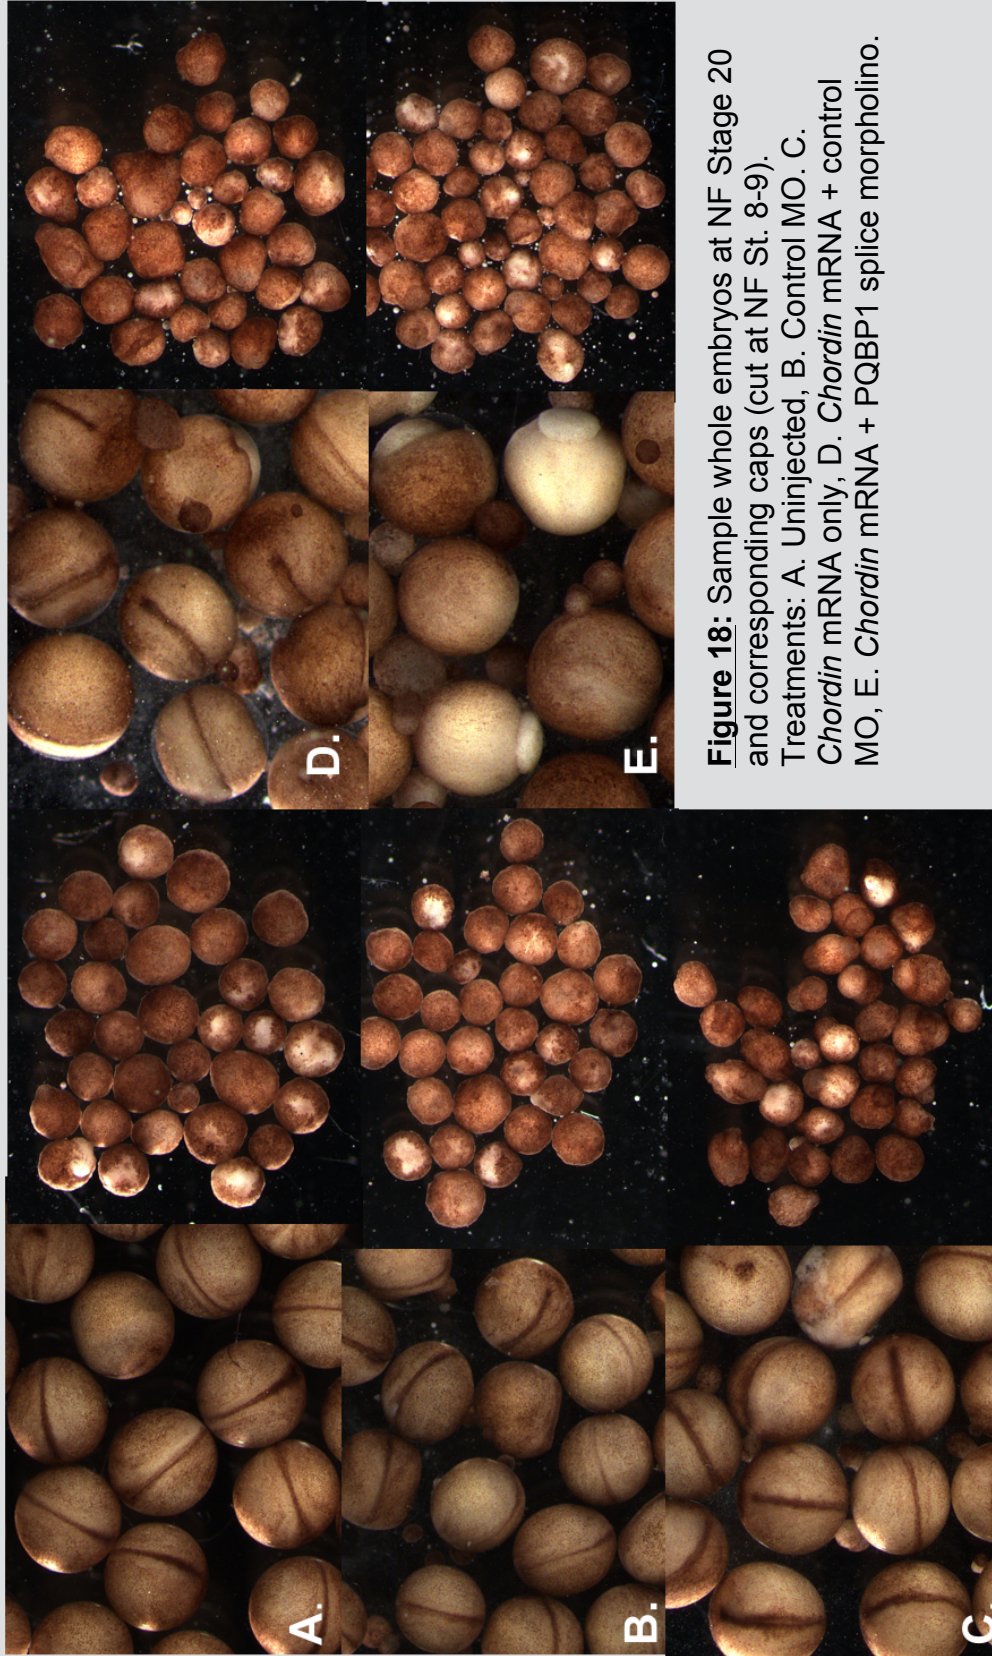 A.
B.
C.
D.
E.
Figure 18: Sample whole embryos at NF Stage 20
and corresponding caps (cut at NF St. 8-9).
Treatments: A. Uninjected, B. Control MO. C.
Chordin mRNA only, D. Chordin mRNA + control
MO, E. Chordin mRNA + PQBP1 splice morpholino.